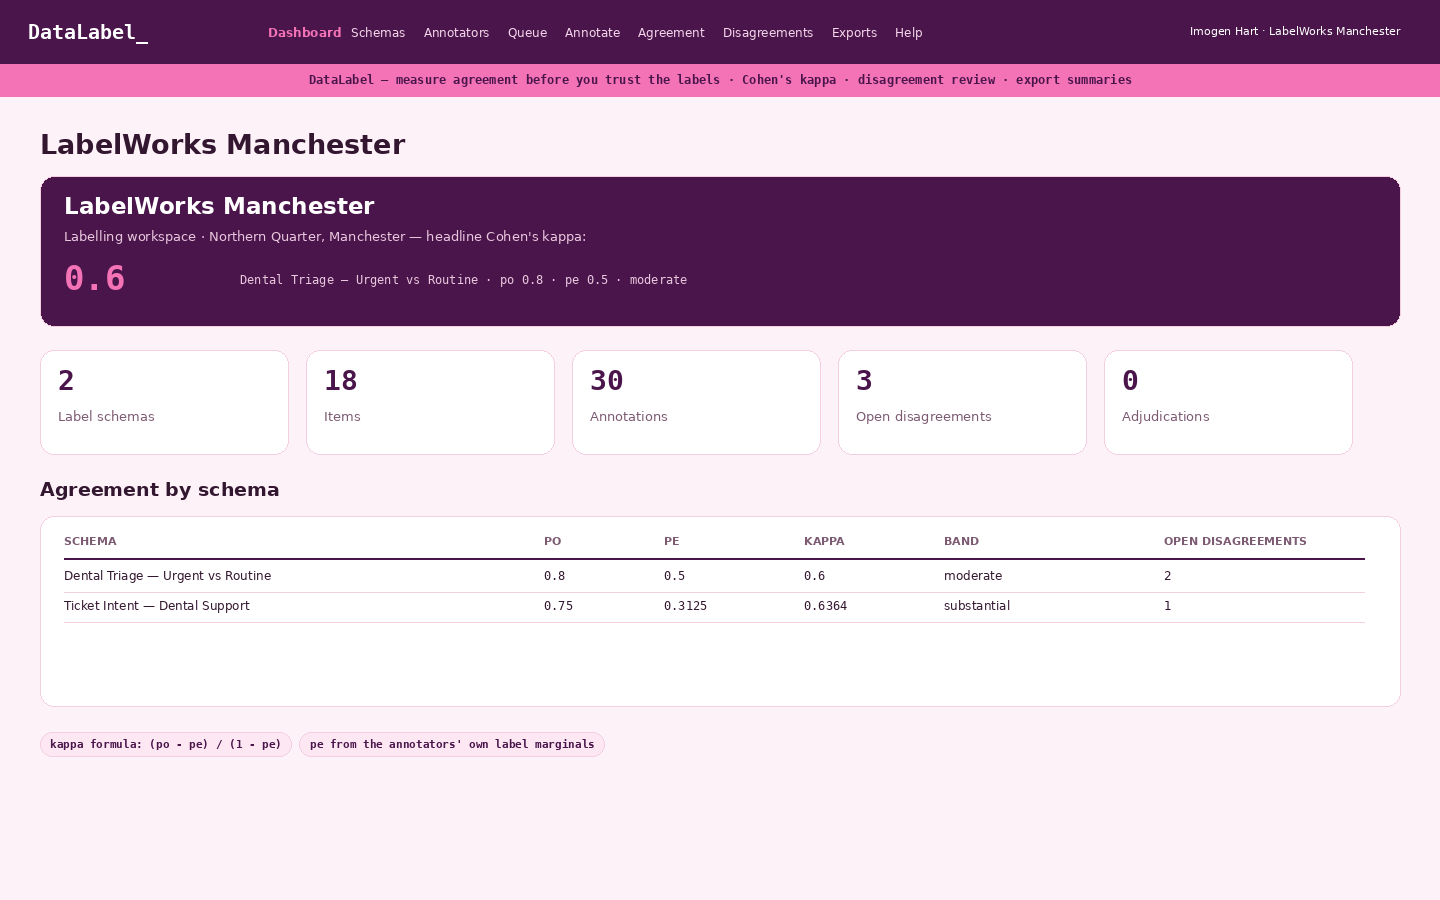 DataLabel_
Dashboard Schemas Annotators Queue Annotate Agreement Disagreements Exports Help
Imogen Hart · LabelWorks Manchester
DataLabel — measure agreement before you trust the labels · Cohen's kappa · disagreement review · export summaries
LabelWorks Manchester
LabelWorks Manchester
Labelling workspace · Northern Quarter, Manchester — headline Cohen's kappa:
0.6 Dental Triage — Urgent vs Routine · po 0.8 · pe 0.5 · moderate
2 18 30 3 0
Label schemas Items Annotations Open disagreements Adjudications
Agreement by schema
SCHEMA PO PE KAPPA BAND OPEN DISAGREEMENTS
Dental Triage — Urgent vs Routine 0.8 0.5 0.6 moderate 2
Ticket Intent — Dental Support 0.75 0.3125 0.6364 substantial 1
kappa formula: (po - pe) / (1 - pe) pe from the annotators' own label marginals